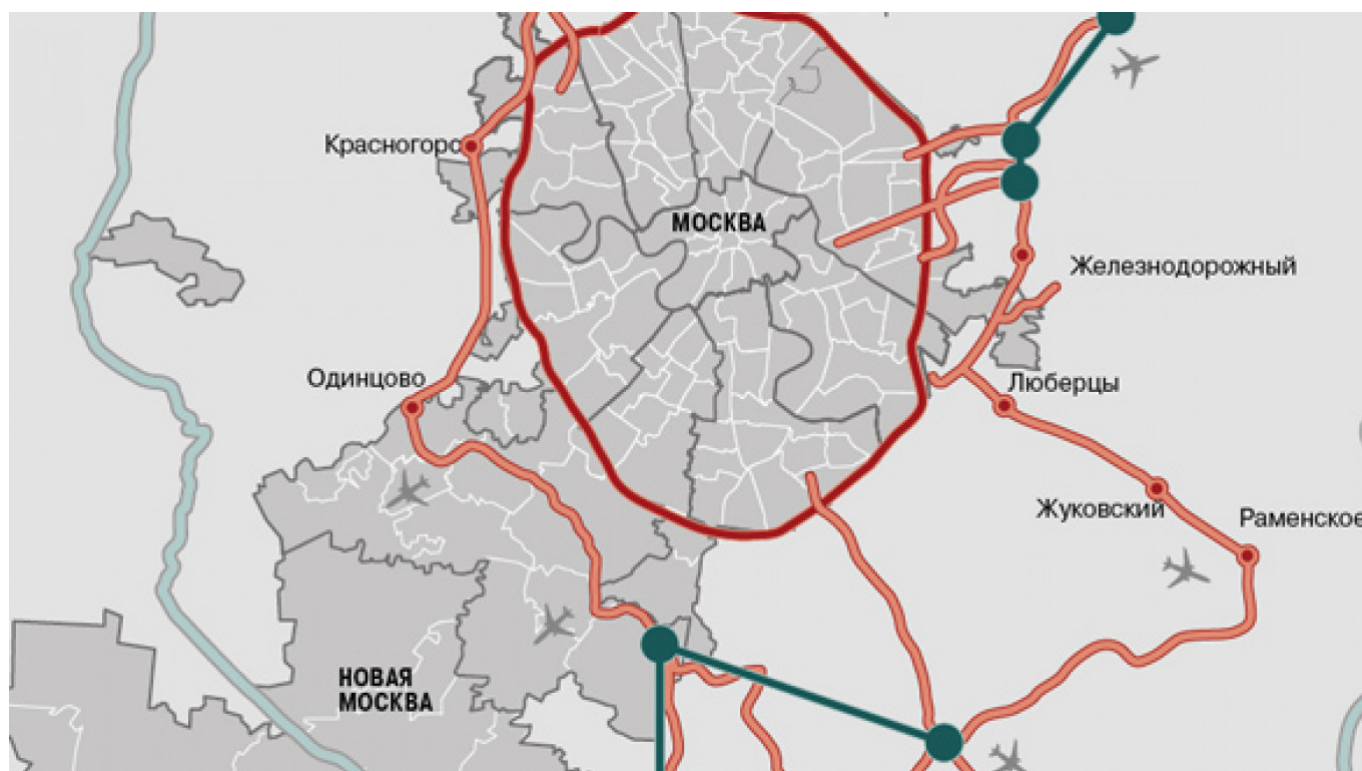 Красногорс
МОСКВА
Железнодорожный
Одинцово
Люберцы
Жуковский
Раменское
НОВАЯ
МОСКВА